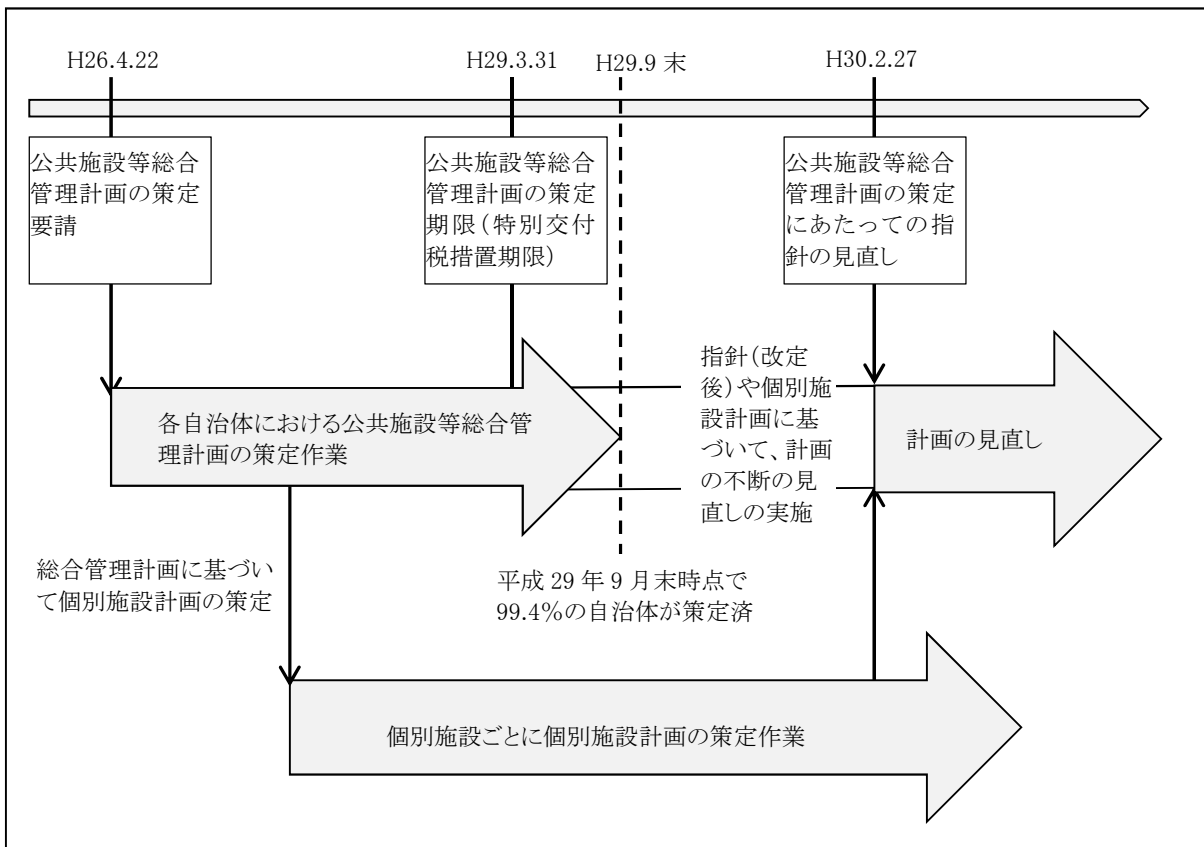 H26.4.22
H29.3.31
H29.9 末
H30.2.27
公共施設等総合
管理計画の策定
要請
公共施設等総合
管理計画の策定
期限（特別交付
税措置期限）
公共施設等総合
管理計画の策定
にあたっての指
針の見直し
各自治体における公共施設等総合管
理計画の策定作業
指針（改定
後）や個別施
設計画に基
づいて、計画
の不断の見
直しの実施
計画の見直し
総合管理計画に基づい
て個別施設計画の策定
平成 29 年 9 月末時点で
99.4％の自治体が策定済
個別施設ごとに個別施設計画の策定作業